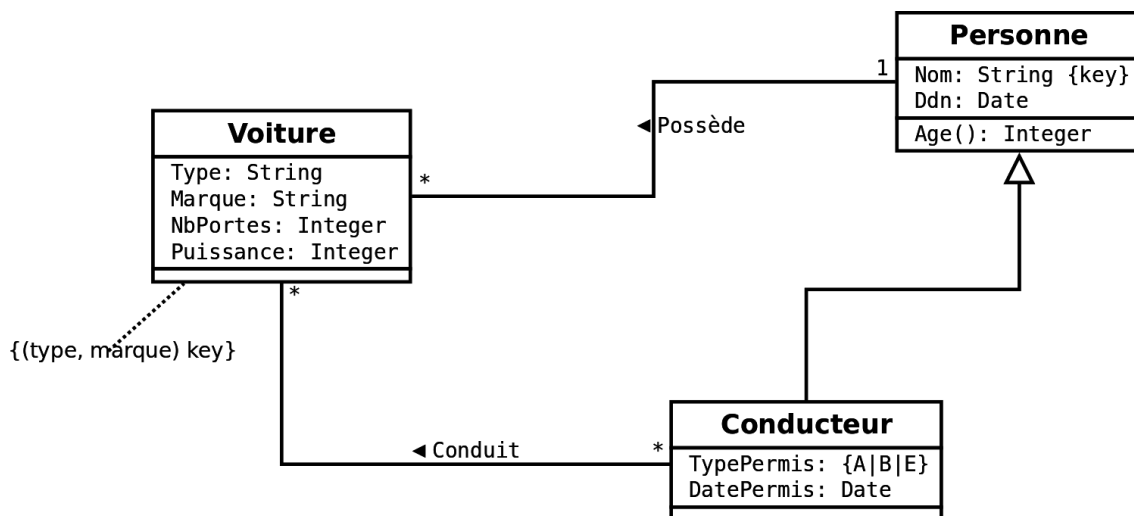 Personne
Nom: String {key}
Ddn: Date
Age(): Integer
1
◄ Possède
Voiture
Type: String
Marque: String
NbPortes: Integer
Puissance: Integer
*
*
{(type, marque) key}
Conducteur
TypePermis: {A|B|E}
DatePermis: Date
◄ Conduit
*